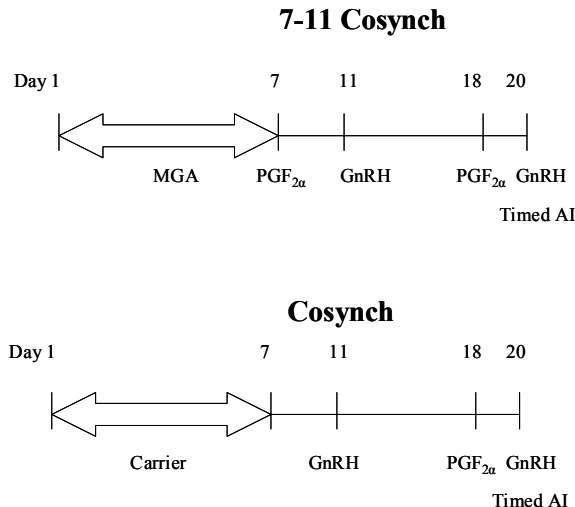 7-11 Cosynch
Day 1 7 11 18 20
MGA PGF2α GnRH PGF2α GnRH
Timed AI
Cosynch
Day 1 7 11 18 20
Carrier GnRH PGF2α GnRH
Timed AI